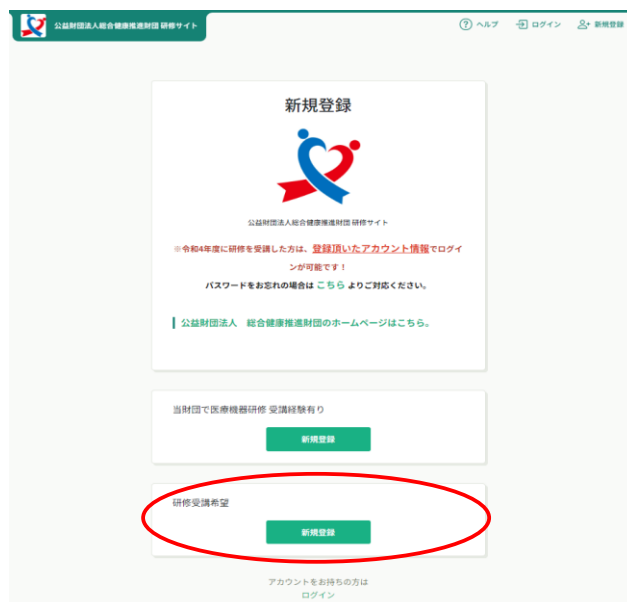 公益財団法人総合健康推進財団 研修サイト
ヘルプ ログイン 新規登録
新規登録
公益財団法人総合健康推進財団 研修サイト
※令和4年度に研修を受講した方は、登録頂いたアカウント情報でログイ
ンが可能です！
パスワードをお忘れの場合は こちら よりご対応ください。
公益財団法人　総合健康推進財団のホームページはこちら。
当財団で医療機器研修 受講経験有り
新規登録
研修受講希望
新規登録
アカウントをお持ちの方は
ログイン